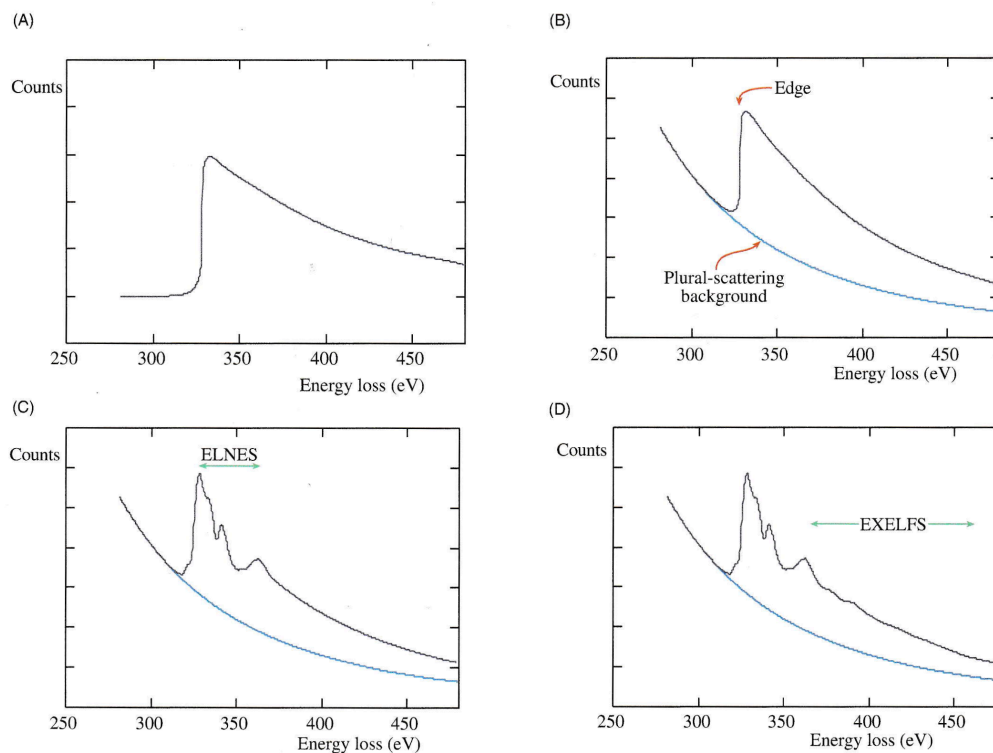 (A)
Counts
250 300 350 400 450
Energy loss (eV)
(B)
Counts
Edge
Plural-scattering
background
250 300 350 400 450
Energy loss (eV)
(C)
Counts
ELNES
250 300 350 400 450
Energy loss (eV)
(D)
Counts
EXELFS
250 300 350 400 450
Energy loss (eV)